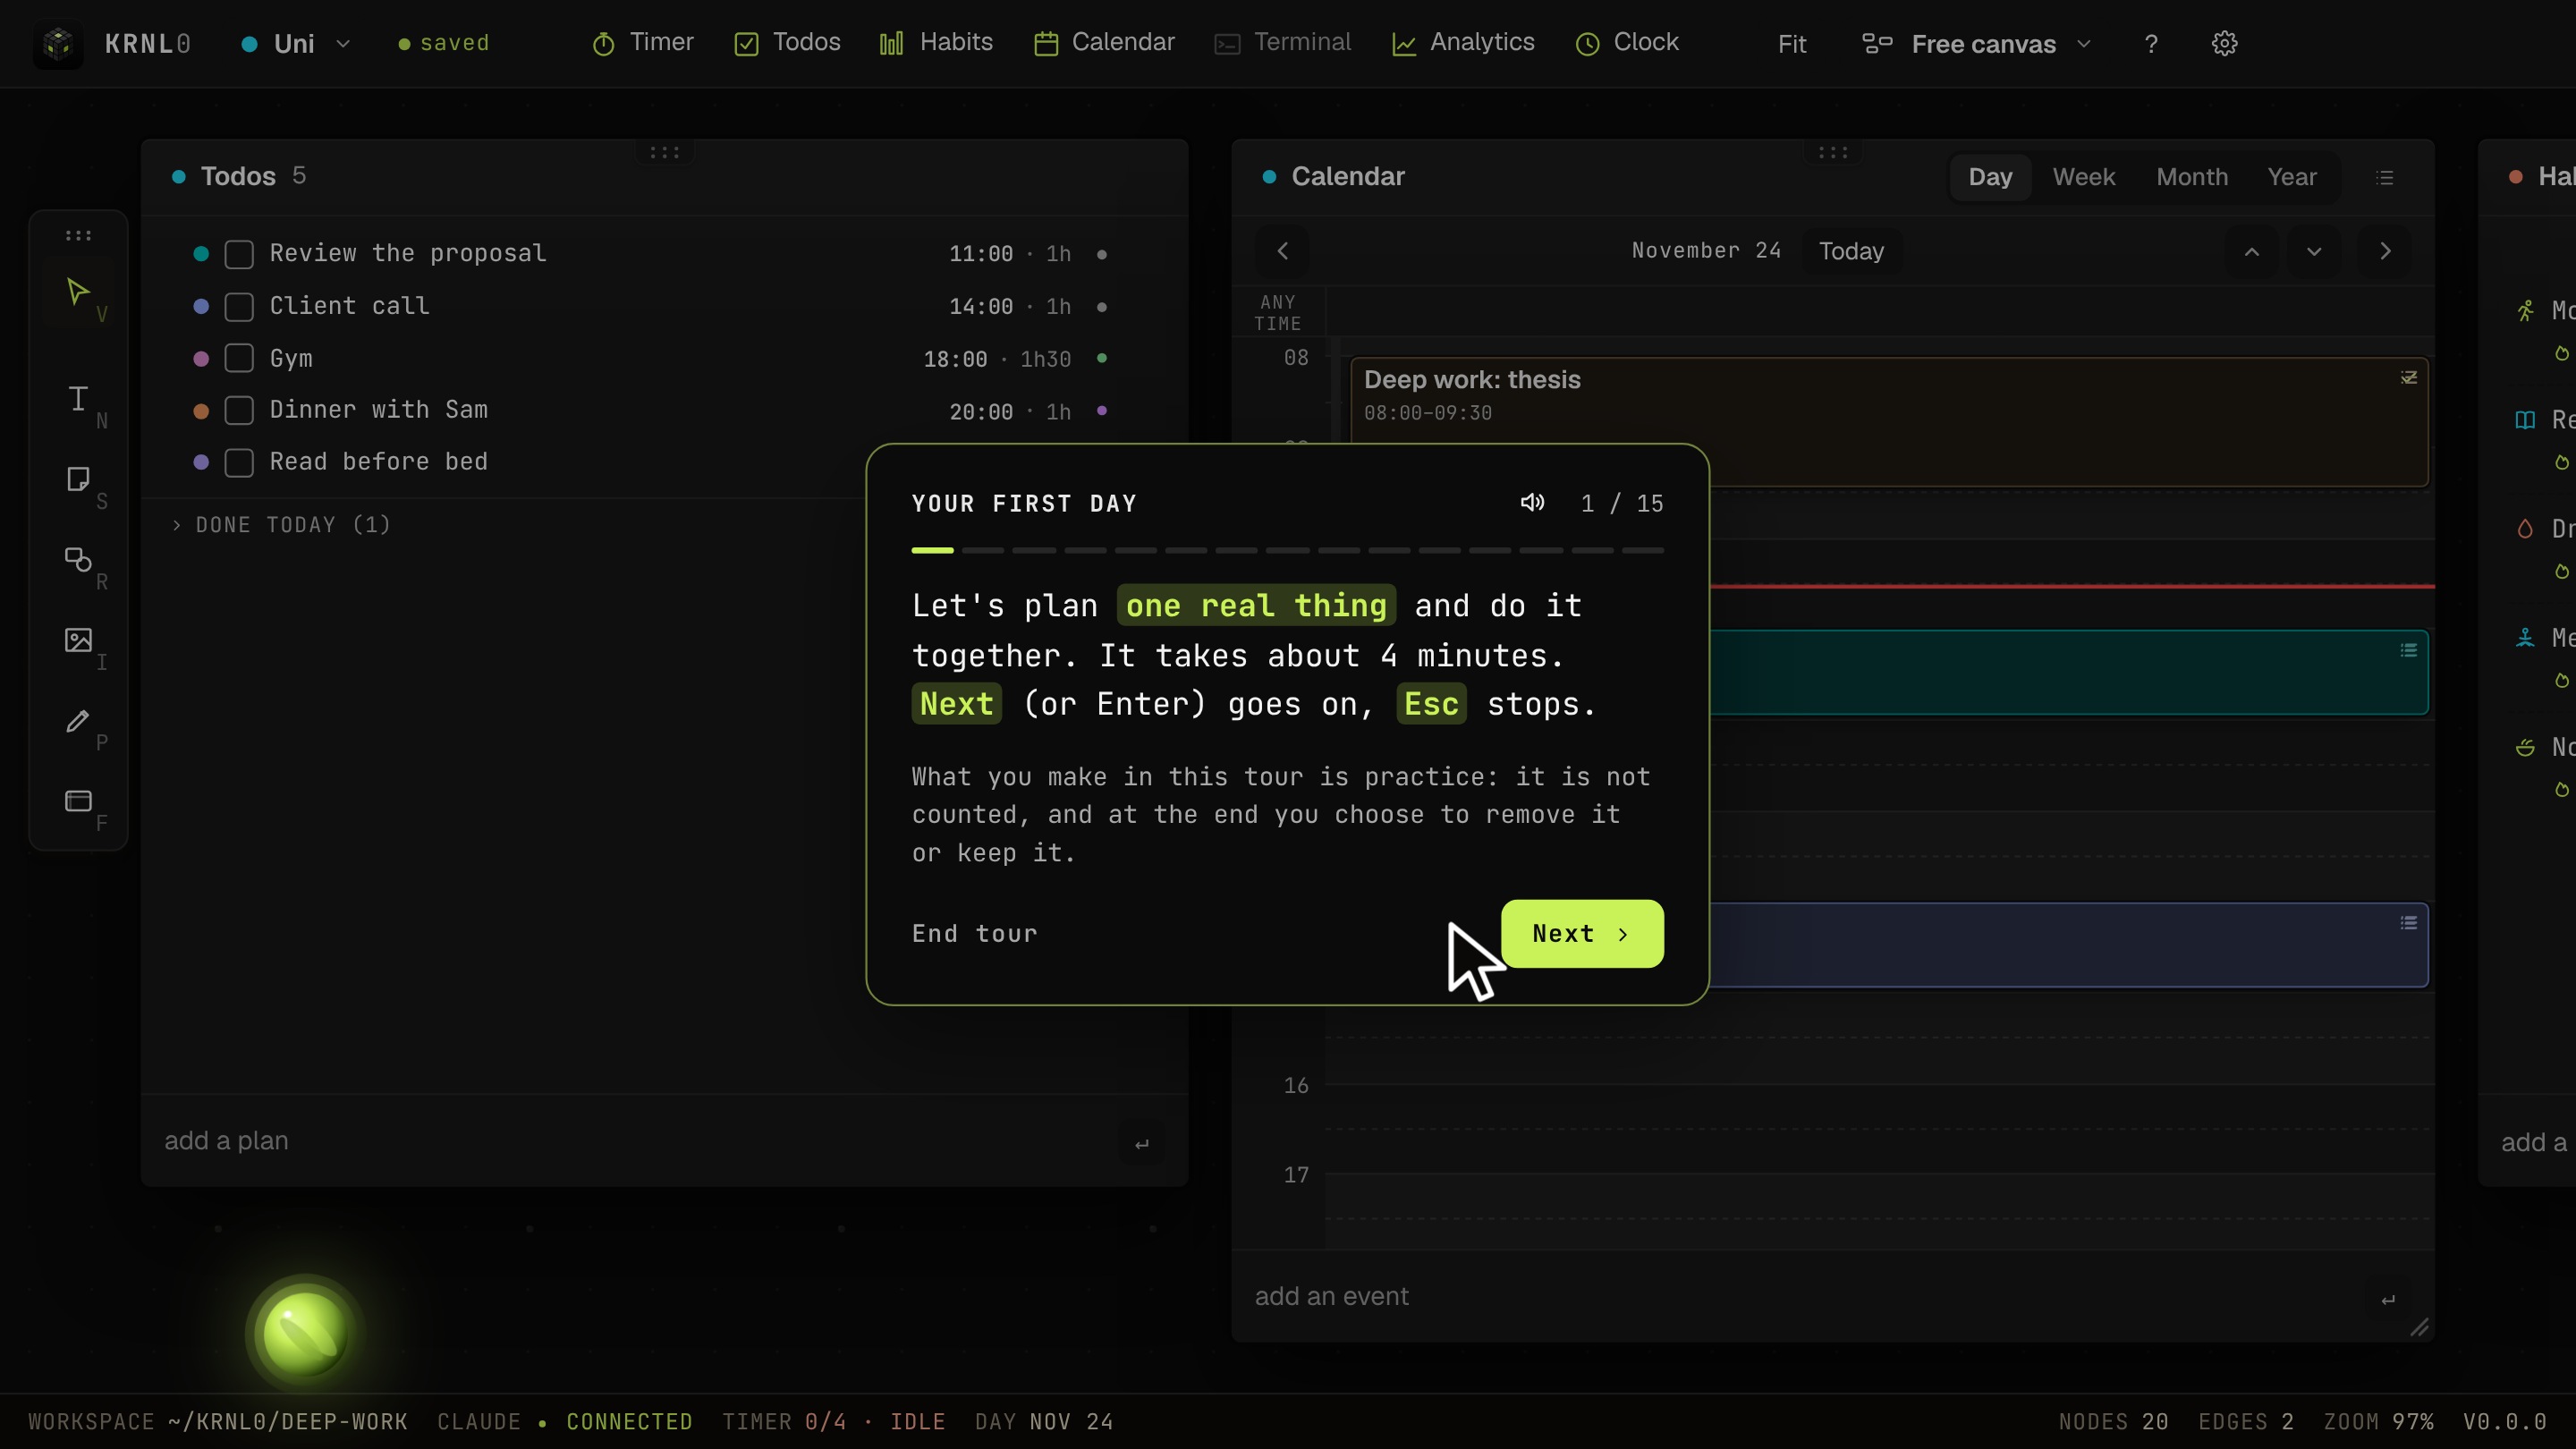 KRNL0 Uni saved Timer Todos Habits Calendar Terminal Analytics Clock Fit Free canvas ?
Todos 5
Review the proposal 11:00 · 1h
Client call 14:00 · 1h
Gym 18:00 · 1h30
Dinner with Sam 20:00 · 1h
Read before bed
DONE TODAY (1)
add a plan
V
N
S
R
I
P
F
Calendar Day Week Month Year
November 24 Today
ANY
TIME
08
Deep work: thesis
08:00–09:30
16
17
add an event
YOUR FIRST DAY 1 / 15
Let's plan one real thing and do it
together. It takes about 4 minutes.
Next (or Enter) goes on, Esc stops.
What you make in this tour is practice: it is not
counted, and at the end you choose to remove it
or keep it.
End tour Next
Hal
Mo
Re
Dr
Me
No
add a
WORKSPACE ~/KRNL0/DEEP-WORK CLAUDE • CONNECTED TIMER 0/4 · IDLE DAY NOV 24 NODES 20 EDGES 2 ZOOM 97% V0.0.0